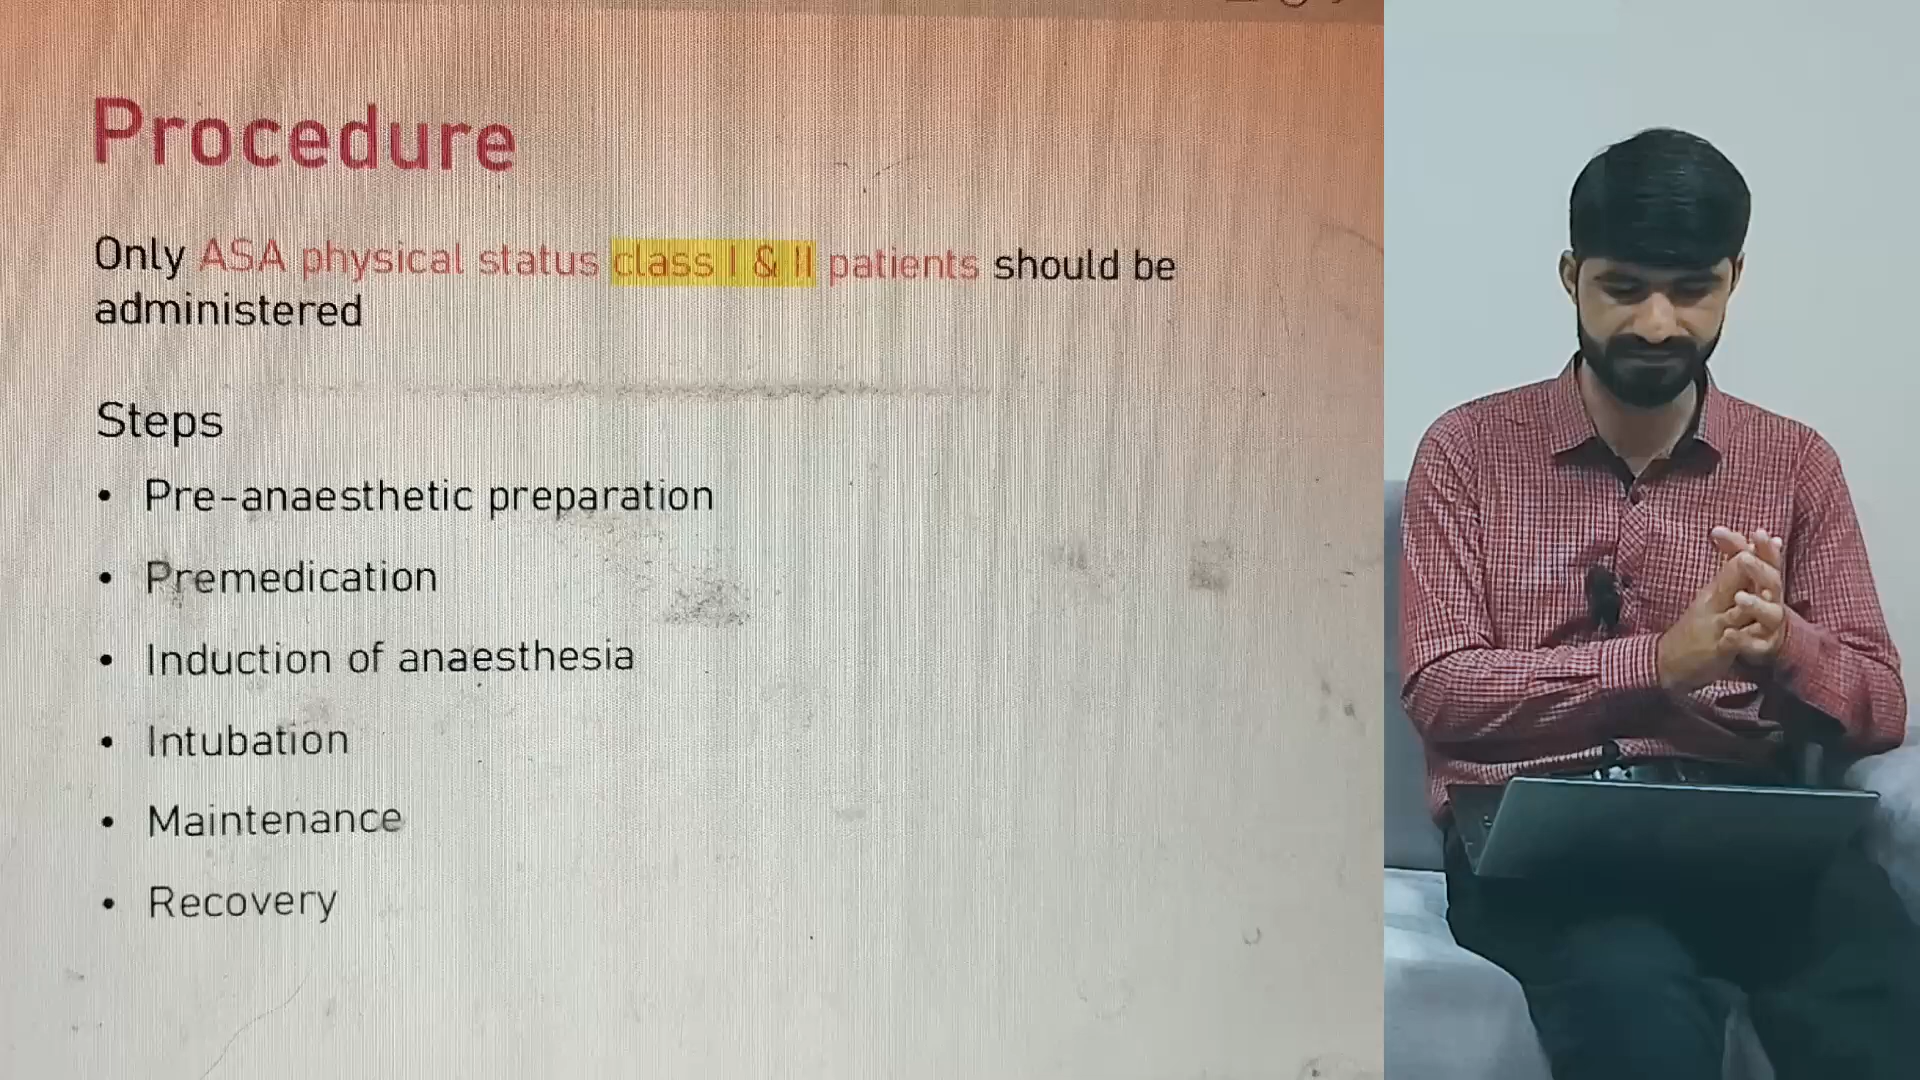 Procedure
Only ASA physical status class I & II patients should be
administered
Steps
• Pre-anaesthetic preparation
• Premedication
• Induction of anaesthesia
• Intubation
• Maintenance
• Recovery